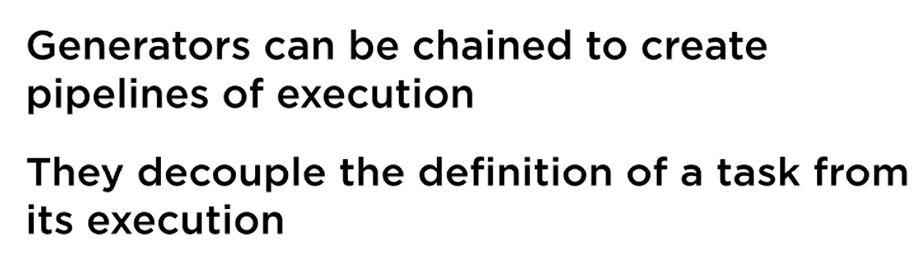 Generators can be chained to create
pipelines of execution
They decouple the definition of a task from
its execution